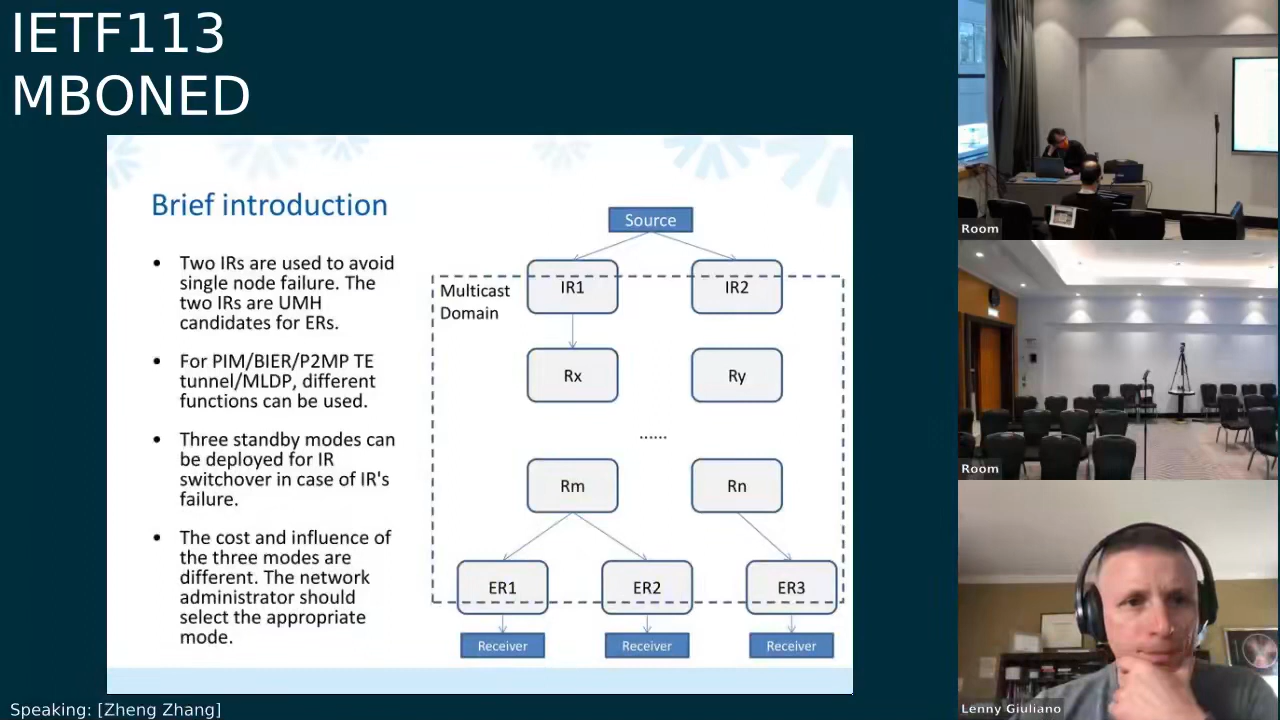 IETF113
MBONED
Brief introduction
• Two IRs are used to avoid
single node failure. The
two IRs are UMH
candidates for ERs.
• For PIM/BIER/P2MP TE
tunnel/MLDP, different
functions can be used.
• Three standby modes can
be deployed for IR
switchover in case of IR's
failure.
• The cost and influence of
the three modes are
different. The network
administrator should
select the appropriate
mode.
Source
Multicast
Domain
IR1
IR2
Rx
Ry
......
Rm
Rn
ER1
ER2
ER3
Receiver
Receiver
Receiver
Room
Room
Lenny Giuliano
Speaking: [Zheng Zhang]